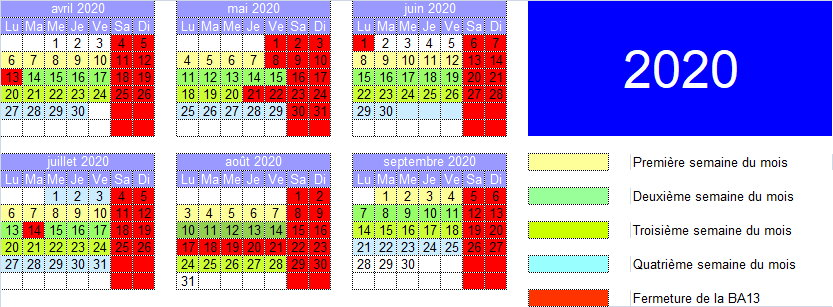 avril 2020
Lu Ma Me Je Ve Sa Di
1 2 3 4 5
6 7 8 9 10 11 12
13 14 15 16 17 18 19
20 21 22 23 24 25 26
27 28 29 30
mai 2020
Lu Ma Me Je Ve Sa Di
1 2 3
4 5 6 7 8 9 10
11 12 13 14 15 16 17
18 19 20 21 22 23 24
25 26 27 28 29 30 31
juin 2020
Lu Ma Me Je Ve Sa Di
1 2 3 4 5 6 7
8 9 10 11 12 13 14
15 16 17 18 19 20 21
22 23 24 25 26 27 28
29 30
2020
juillet 2020
Lu Ma Me Je Ve Sa Di
1 2 3 4 5
6 7 8 9 10 11 12
13 14 15 16 17 18 19
20 21 22 23 24 25 26
27 28 29 30 31
août 2020
Lu Ma Me Je Ve Sa Di
1 2
3 4 5 6 7 8 9
10 11 12 13 14 15 16
17 18 19 20 21 22 23
24 25 26 27 28 29 30
31
septembre 2020
Lu Ma Me Je Ve Sa Di
1 2 3 4 5 6
7 8 9 10 11 12 13
14 15 16 17 18 19 20
21 22 23 24 25 26 27
28 29 30
Première semaine du mois
Deuxième semaine du mois
Troisième semaine du mois
Quatrième semaine du mois
Fermeture de la BA13